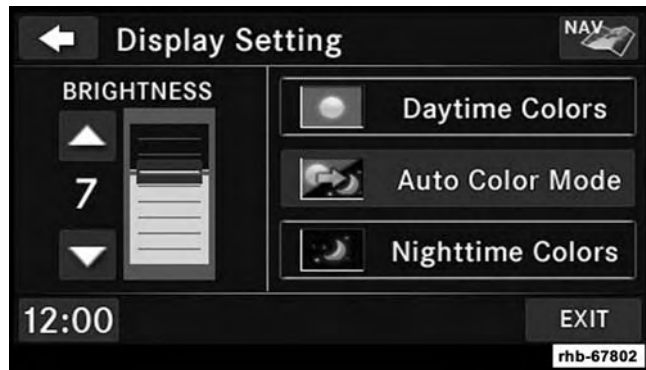 Display Setting
NAV
BRIGHTNESS
7
Daytime Colors
Auto Color Mode
Nighttime Colors
12:00
EXIT
rhb-67802